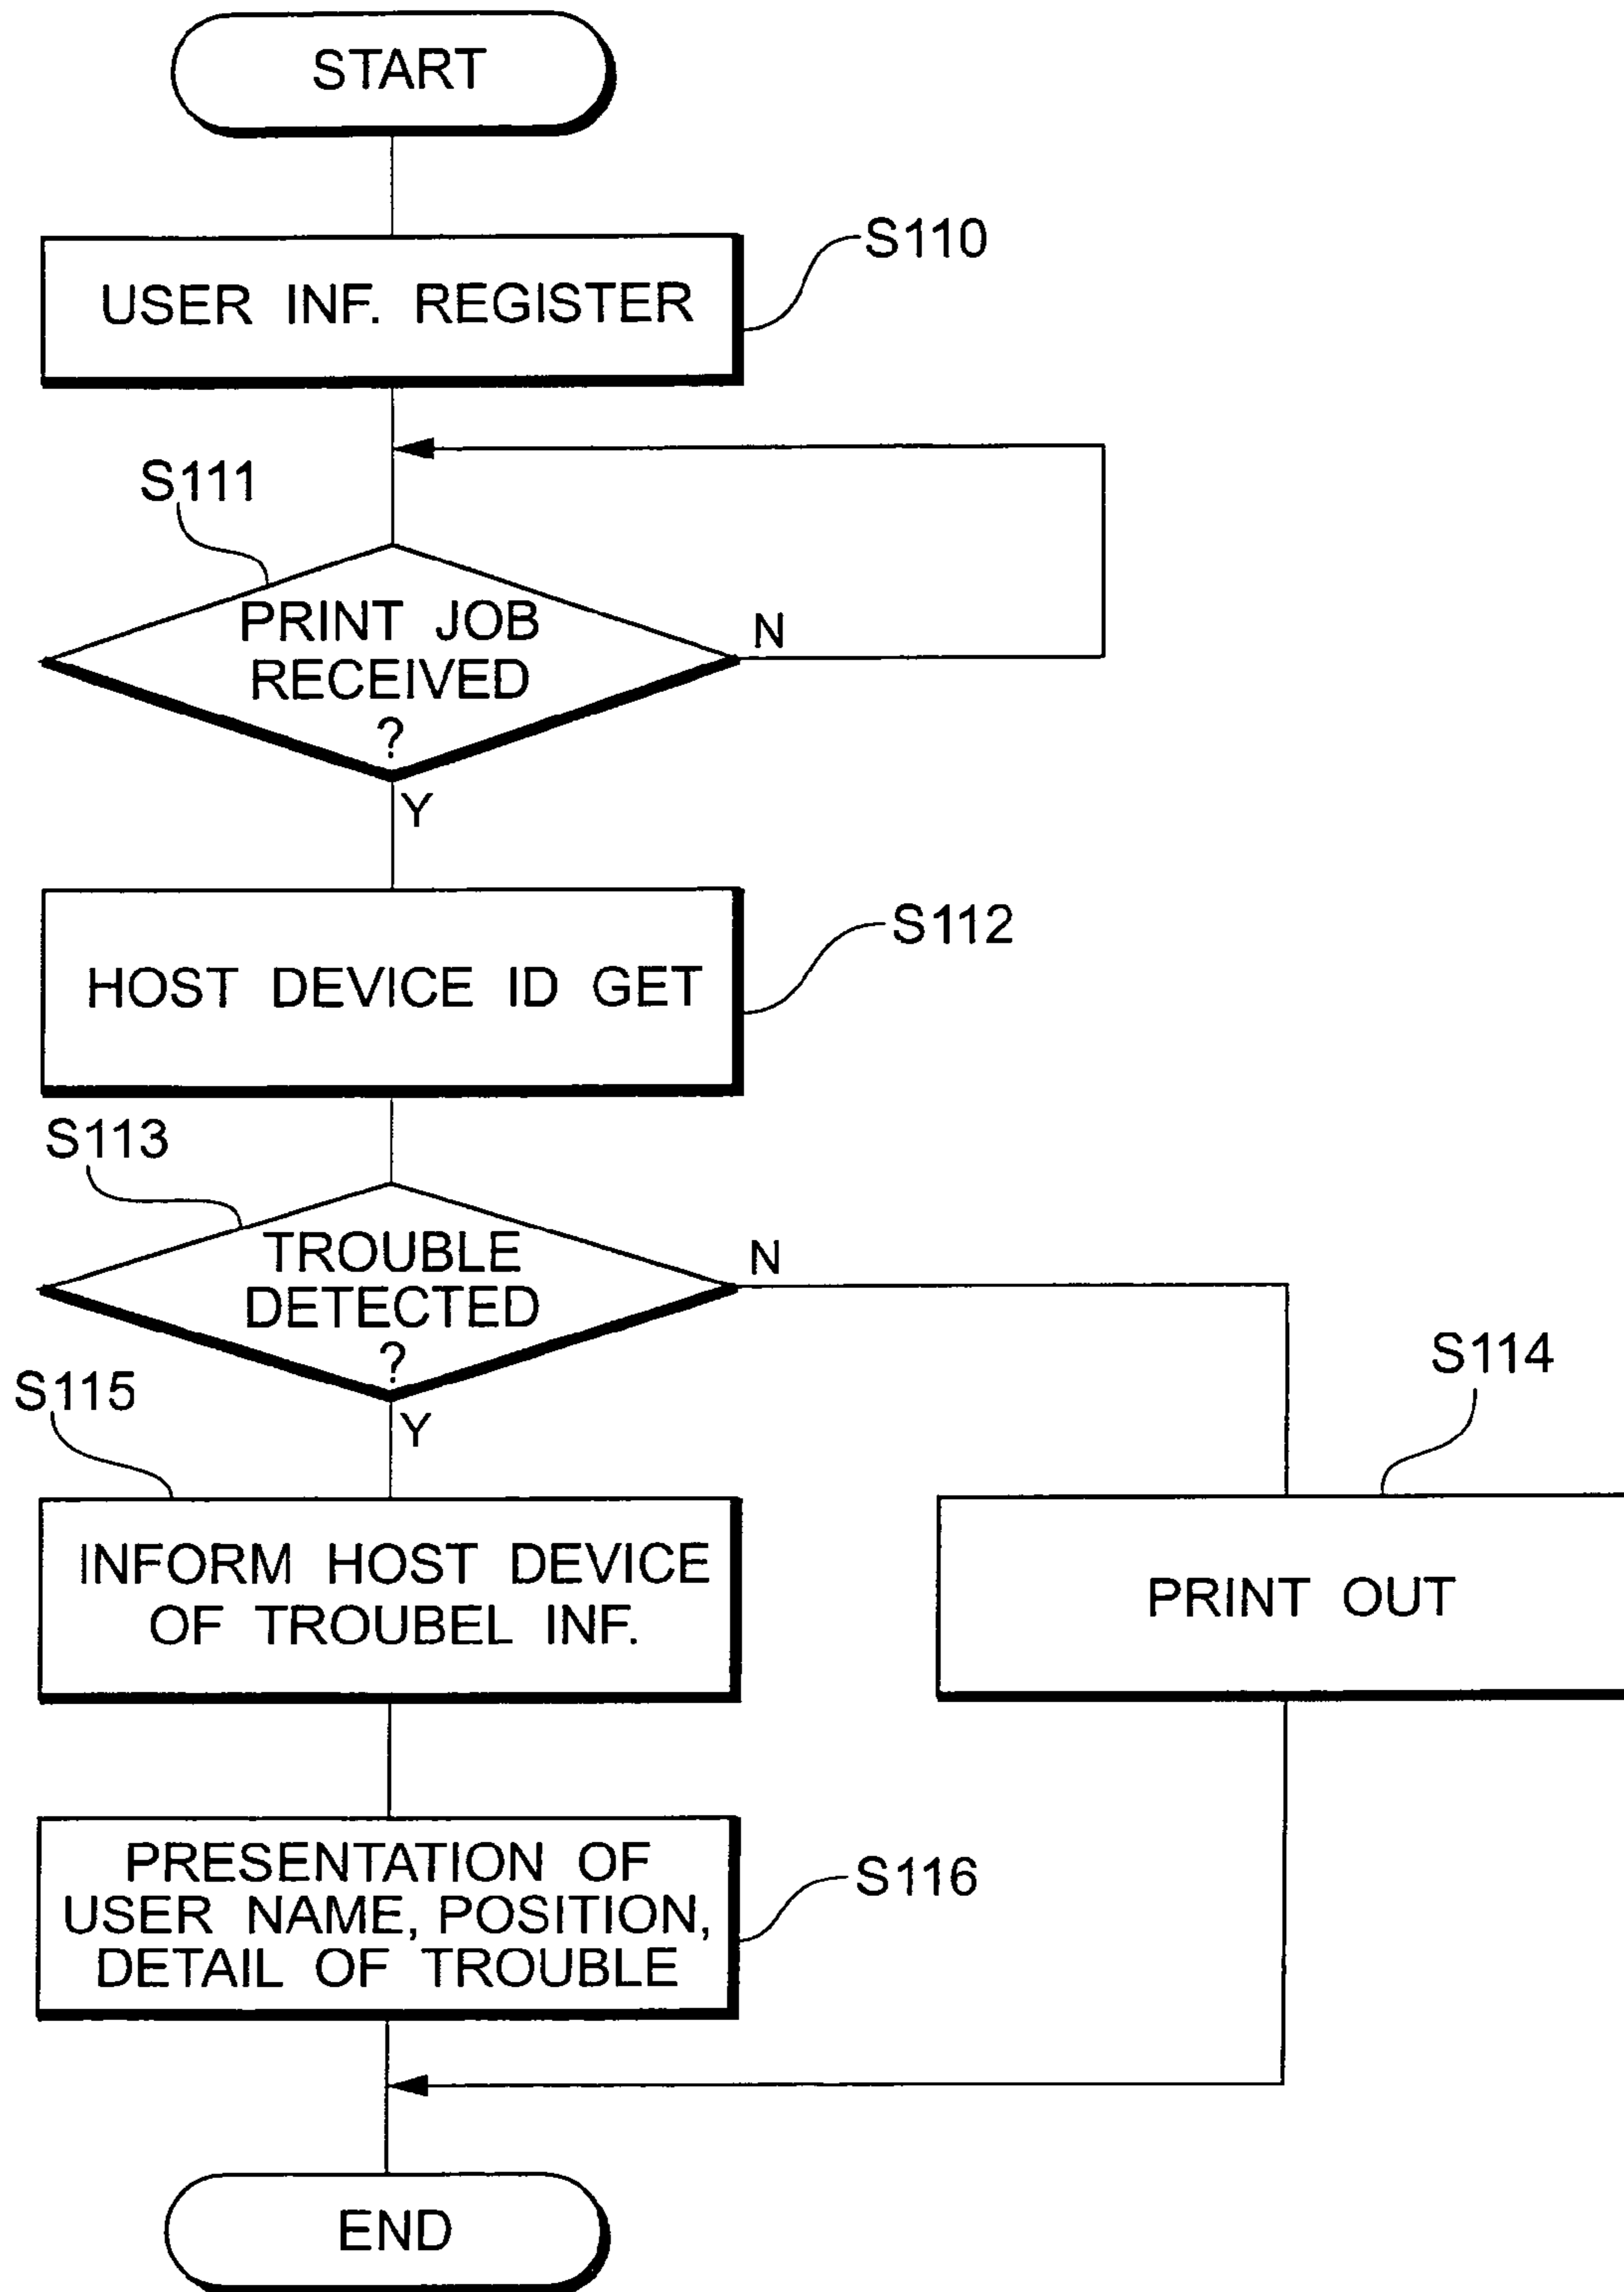 START
S110
USER INF. REGISTER
S111
PRINT JOB
RECEIVED
?
N
Y
S112
HOST DEVICE ID GET
S113
TROUBLE
DETECTED
?
N
Y
S114
S115
INFORM HOST DEVICE
OF TROUBEL INF.
PRINT OUT
PRESENTATION OF
USER NAME, POSITION,
DETAIL OF TROUBLE
S116
END